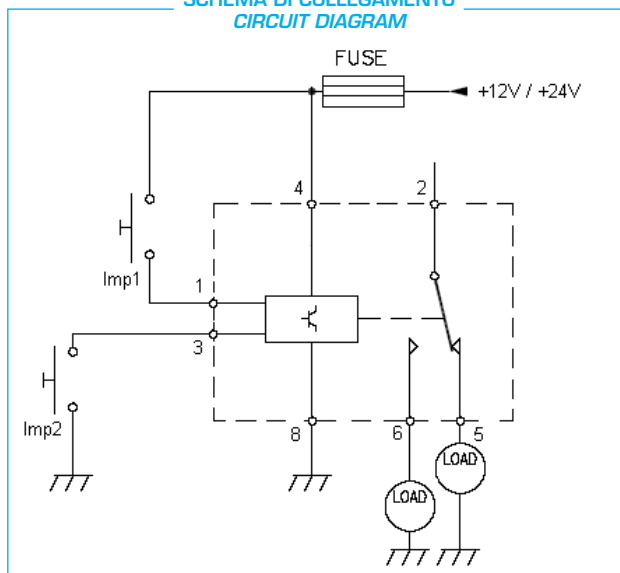 SCHEMA DI COLLEGAMENTO
CIRCUIT DIAGRAM
FUSE
+12V / +24V
4
2
Imp1
1
3
Imp2
8
6
5
LOAD
LOAD